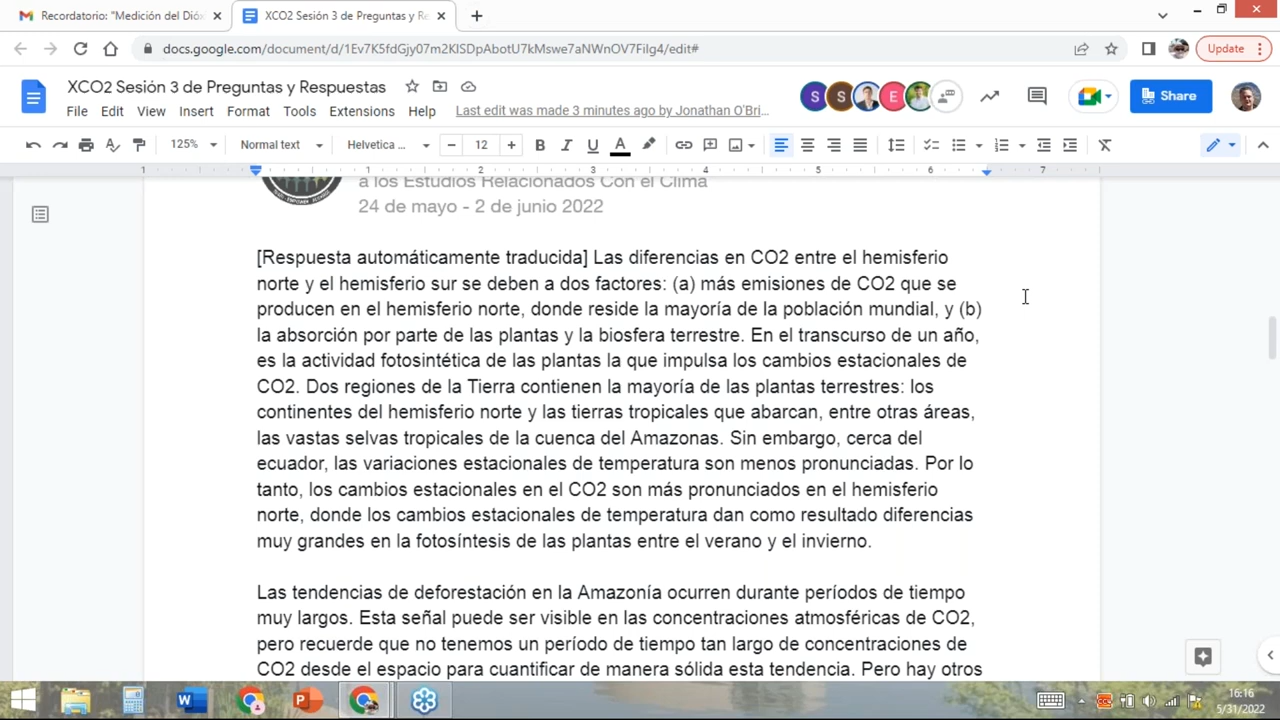 Recordatorio: "Medición del Dióx
XCO2 Sesión 3 de Preguntas y Re
docs.google.com/document/d/1Ev7K5fdGjy07m2KlSDpAbotU7kMswe7aNWnOV7FiIg4/edit#
Update
XCO2 Sesión 3 de Preguntas y Respuestas
File Edit View Insert Format Tools Extensions Help Last edit was made 3 minutes ago by Jonathan O'Bri...
S S E
Share
125% Normal text Helvetica ... 12 B I U A
1 1 2 3 4 5 6 7
a los Estudios Relacionados Con el Clima
24 de mayo - 2 de junio 2022
[Respuesta automáticamente traducida] Las diferencias en CO2 entre el hemisferio
norte y el hemisferio sur se deben a dos factores: (a) más emisiones de CO2 que se
producen en el hemisferio norte, donde reside la mayoría de la población mundial, y (b)
la absorción por parte de las plantas y la biosfera terrestre. En el transcurso de un año,
es la actividad fotosintética de las plantas la que impulsa los cambios estacionales de
CO2. Dos regiones de la Tierra contienen la mayoría de las plantas terrestres: los
continentes del hemisferio norte y las tierras tropicales que abarcan, entre otras áreas,
las vastas selvas tropicales de la cuenca del Amazonas. Sin embargo, cerca del
ecuador, las variaciones estacionales de temperatura son menos pronunciadas. Por lo
tanto, los cambios estacionales en el CO2 son más pronunciados en el hemisferio
norte, donde los cambios estacionales de temperatura dan como resultado diferencias
muy grandes en la fotosíntesis de las plantas entre el verano y el invierno.
Las tendencias de deforestación en la Amazonía ocurren durante períodos de tiempo
muy largos. Esta señal puede ser visible en las concentraciones atmosféricas de CO2,
pero recuerde que no tenemos un período de tiempo tan largo de concentraciones de
CO2 desde el espacio para cuantificar de manera sólida esta tendencia. Pero hay otros
16:16
5/31/2022